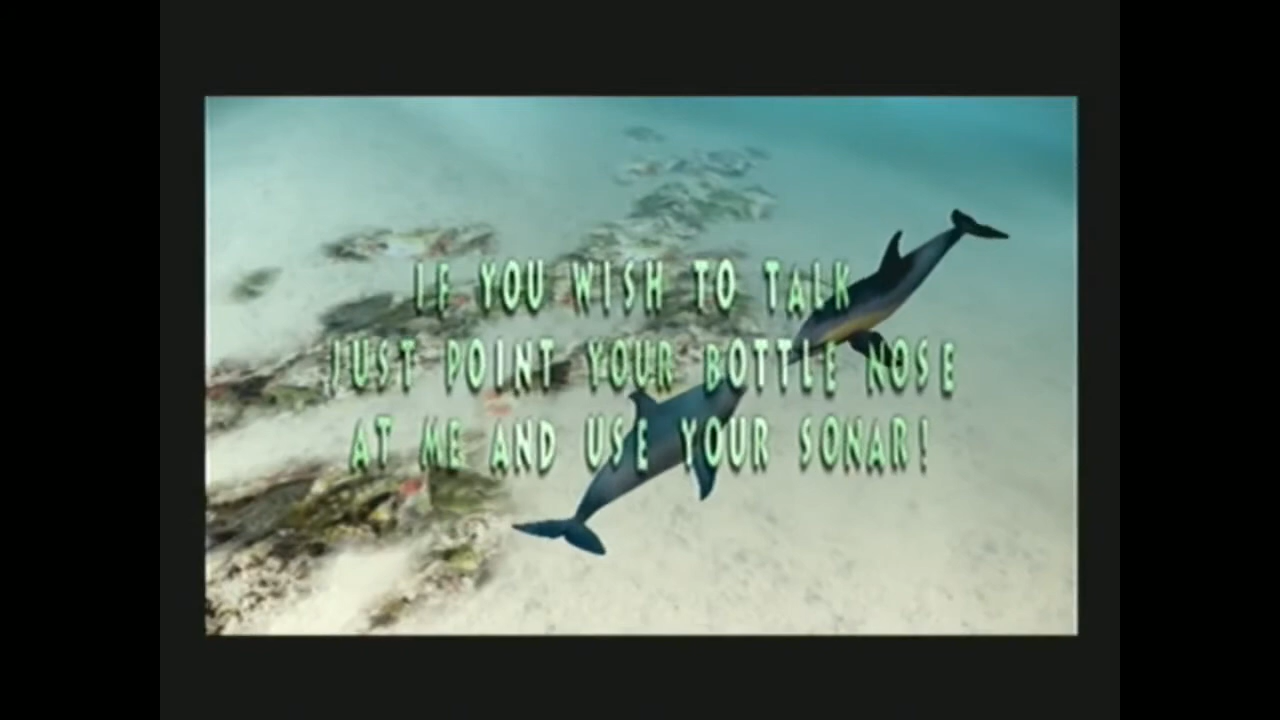 IF YOU WISH TO TALK
JUST POINT YOUR BOTTLE NOSE
AT ME AND USE YOUR SONAR!